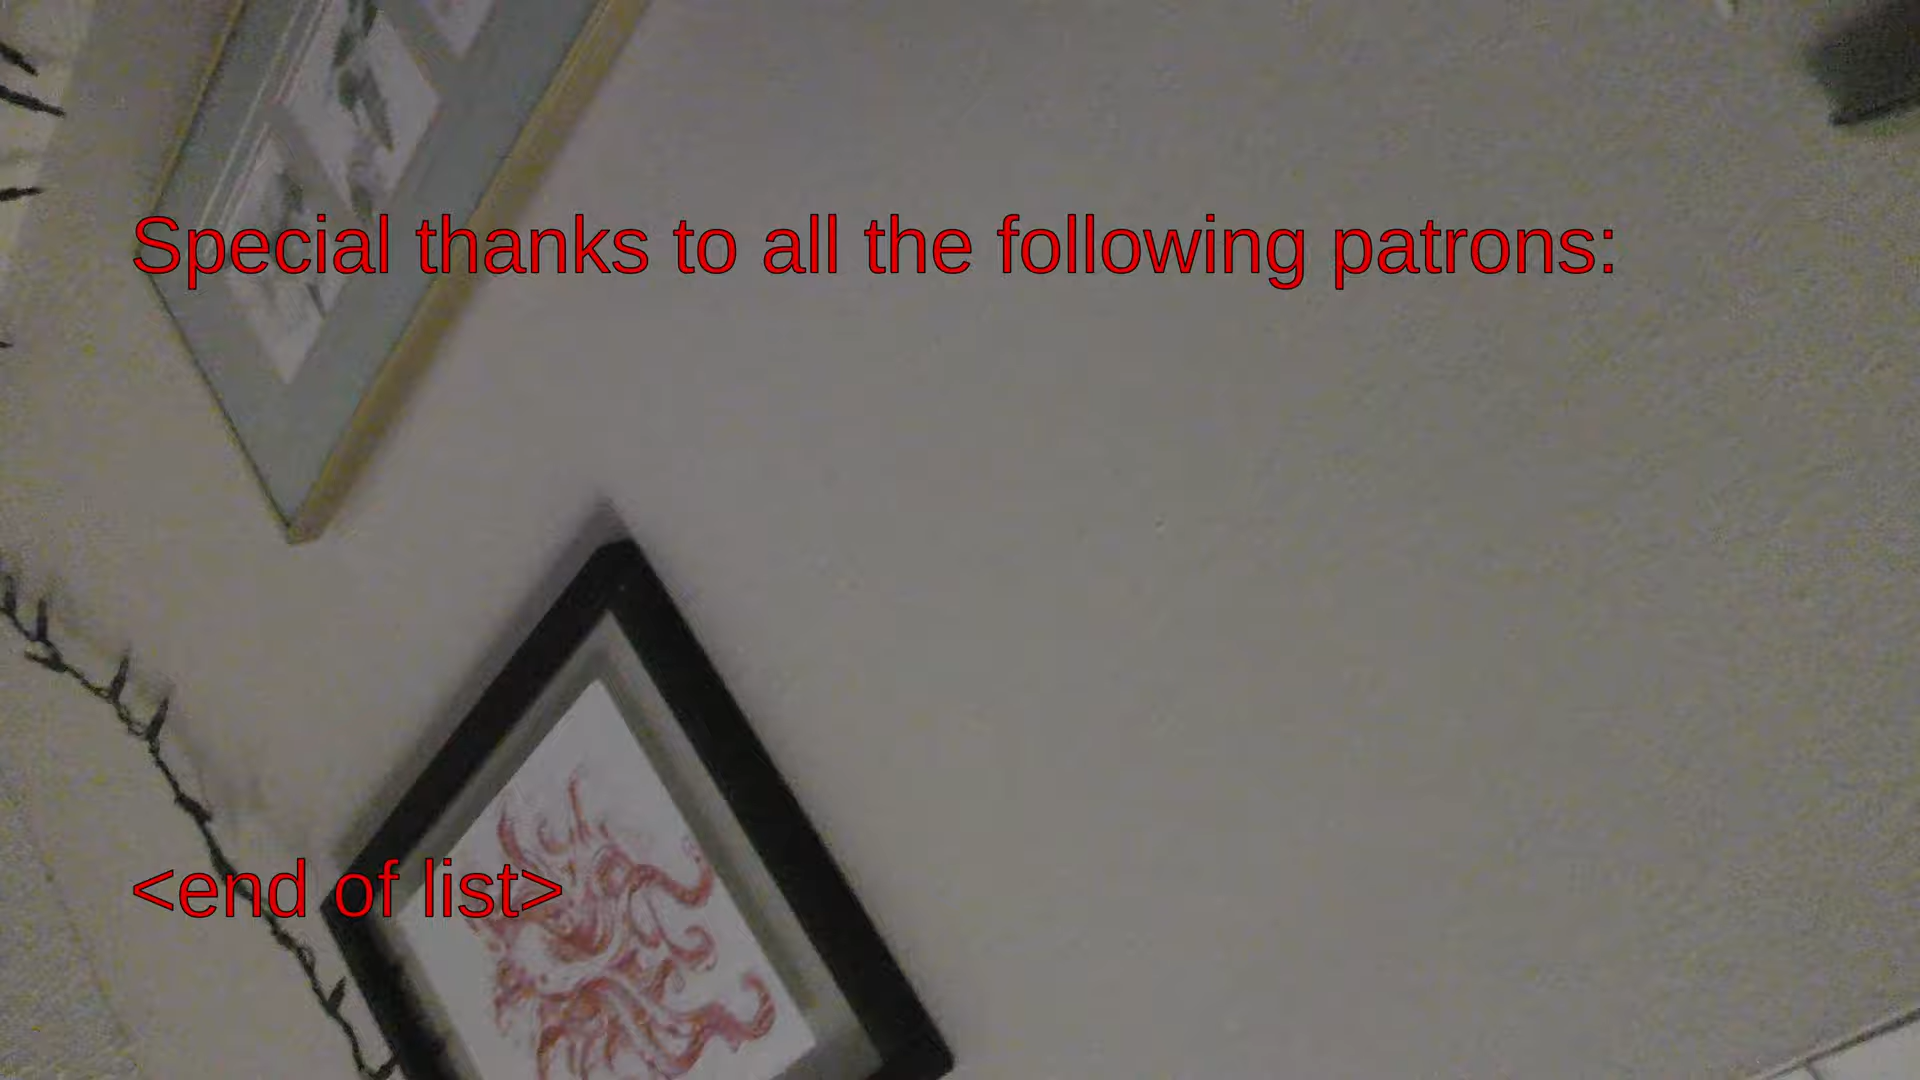 Special thanks to all the following patrons:
<end of list>